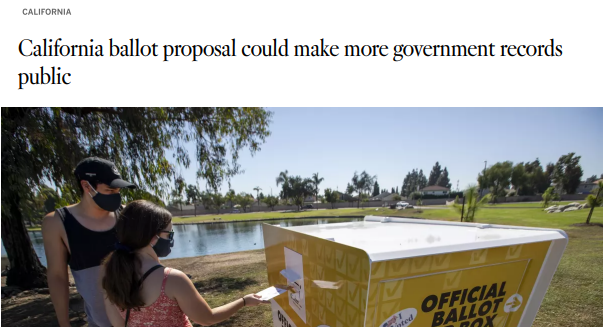 CALIFORNIA
California ballot proposal could make more government records
public
OFFICIAL
BALLOT
BOX